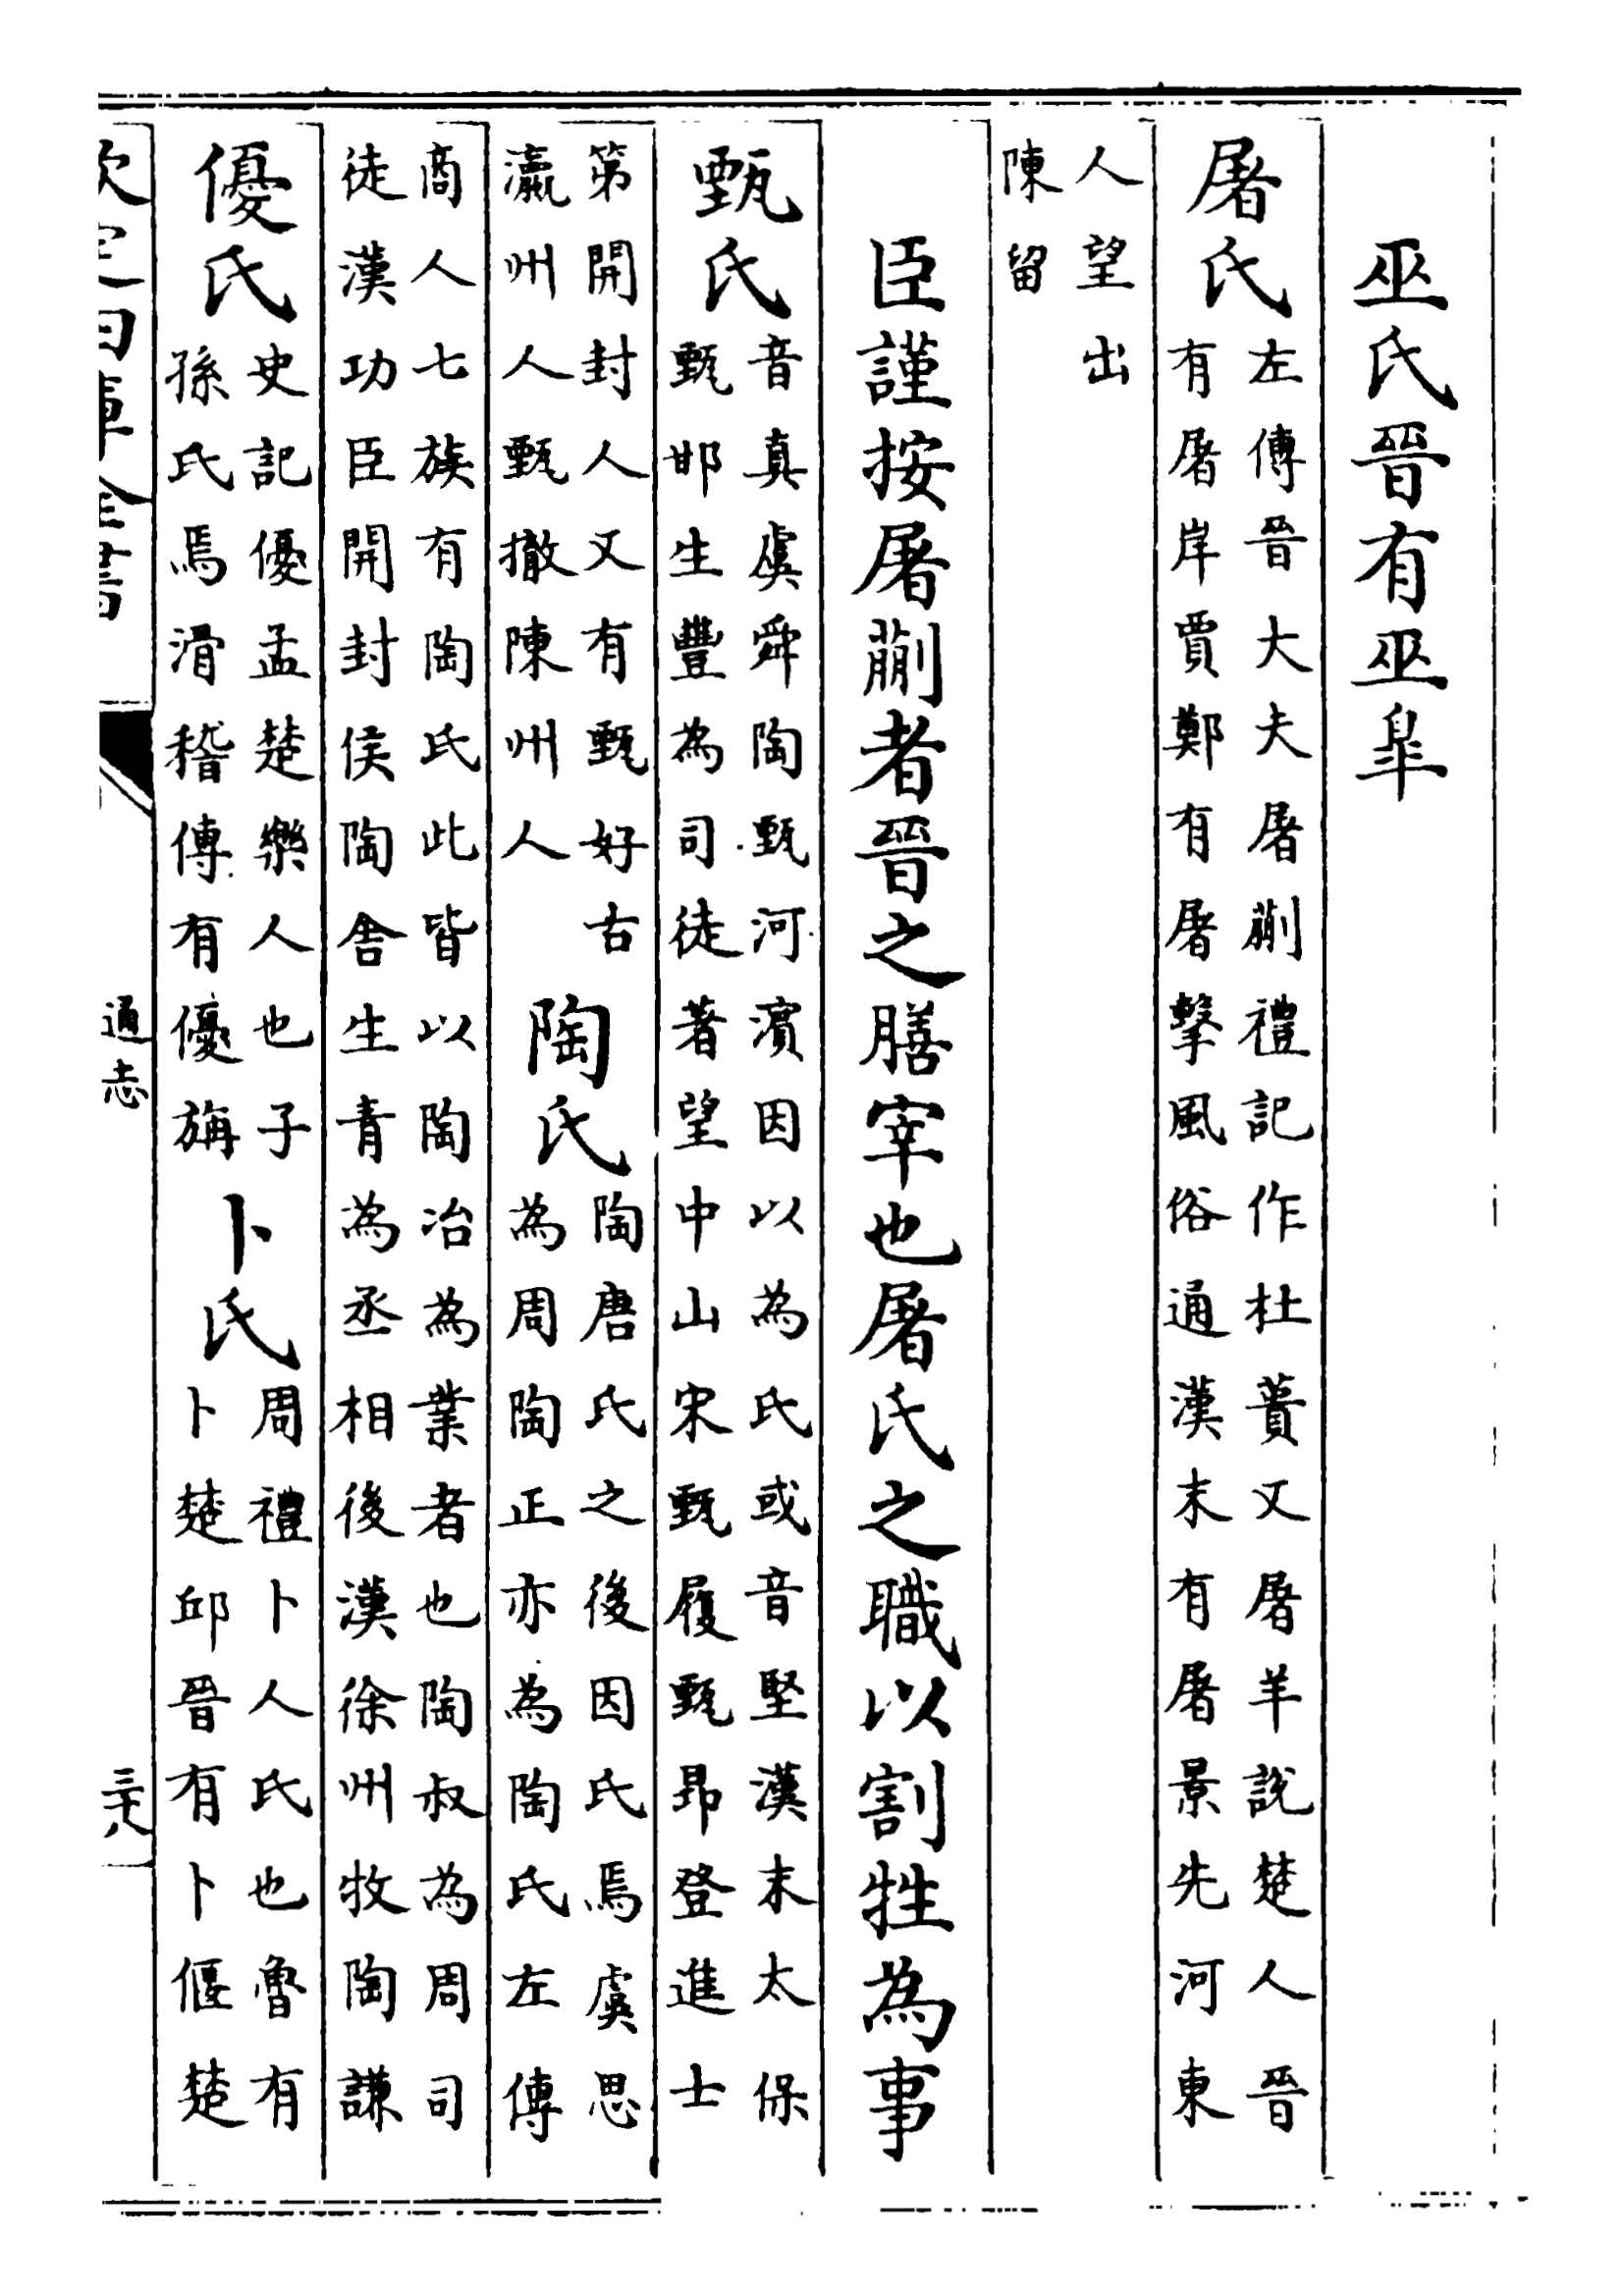 巫氏晉有巫皐
屠氏
左傳晉大夫屠蒯禮記作杜蕢又屠羊說楚人晉
有屠岸賈鄭有屠擊風俗通漢末有屠景先河東
人望出
陳留
臣謹按屠蒯者晉之膳宰也屠氏之職以割牲為事
甄氏
音真虞舜陶甄河濱因以為氏或音堅漢末太保
甄邯生豐為司徒著望中山宋甄履甄昂登進士
第開封人又有甄好古
瀛州人甄撤陳州人
陶氏
陶唐氏之後因氏焉虞思
為周陶正亦為陶氏左傳
商人七族有陶氏此皆以陶冶為業者也陶叔為周司
徒漢功臣開封侯陶舍生青為丞相後漢徐州牧陶謙
優氏
史記優孟楚樂人也子
孫氏焉滑稽傳有優旃
卜氏
周禮卜人氏也魯有
卜卜楚邱晉有卜偃楚
欽定四庫全書
通志
三十八